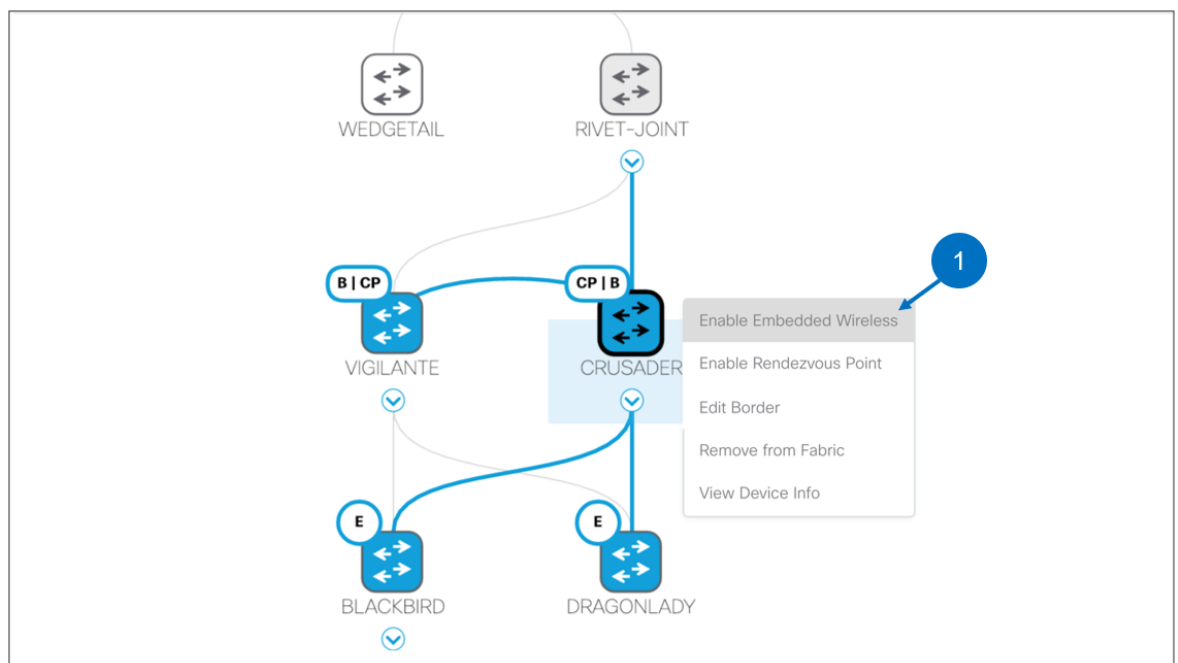 WEDGETAIL
RIVET-JOINT
B | CP
CP | B
1
VIGILANTE
CRUSADER
Enable Embedded Wireless
Enable Rendezvous Point
Edit Border
Remove from Fabric
View Device Info
E
E
BLACKBIRD
DRAGONLADY